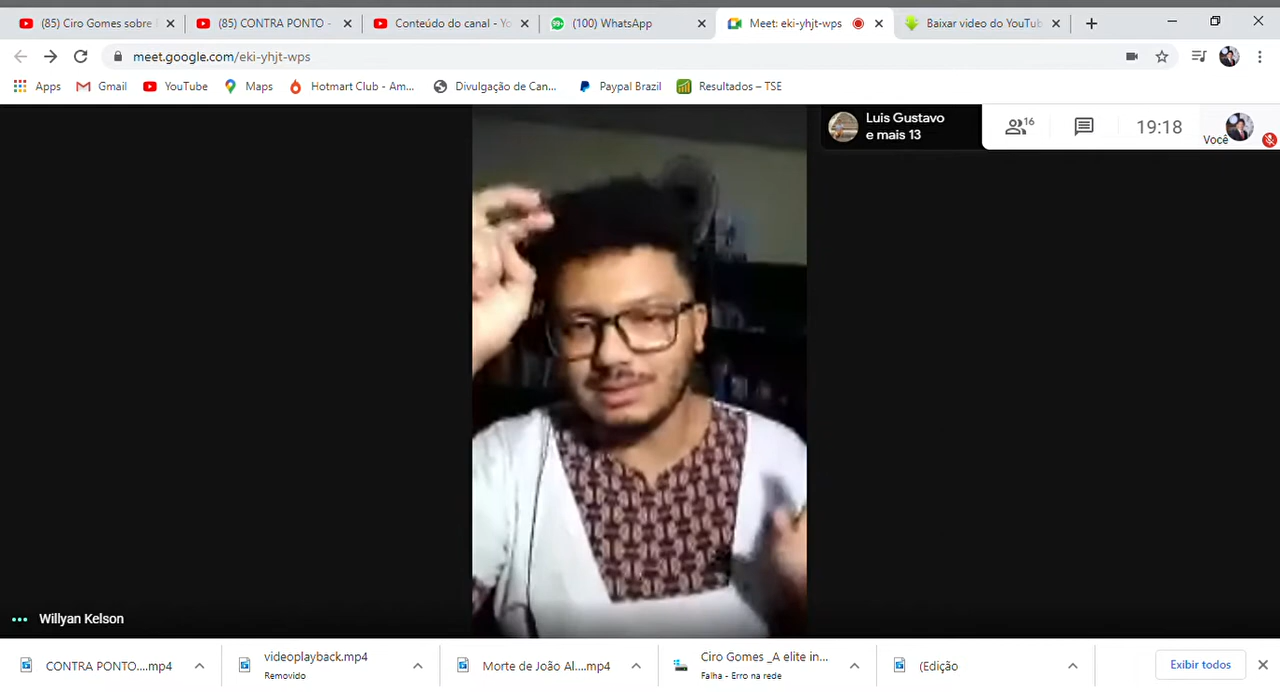 (85) Ciro Gomes sobre
(85) CONTRA PONTO -
Conteúdo do canal - Yo
99+
(100) WhatsApp
Meet: eki-yhjt-wps
Baixar video do YouTub
meet.google.com/eki-yhjt-wps
Apps
Gmail
YouTube
Maps
Hotmart Club - Am...
Divulgação de Can...
Paypal Brazil
Resultados – TSE
Luis Gustavo
e mais 13
16
19:18
Você
Willyan Kelson
CONTRA PONTO....mp4
videoplayback.mp4
Removido
Morte de João Al....mp4
Ciro Gomes _A elite in...
Falha - Erro na rede
(Edição
Exibir todos